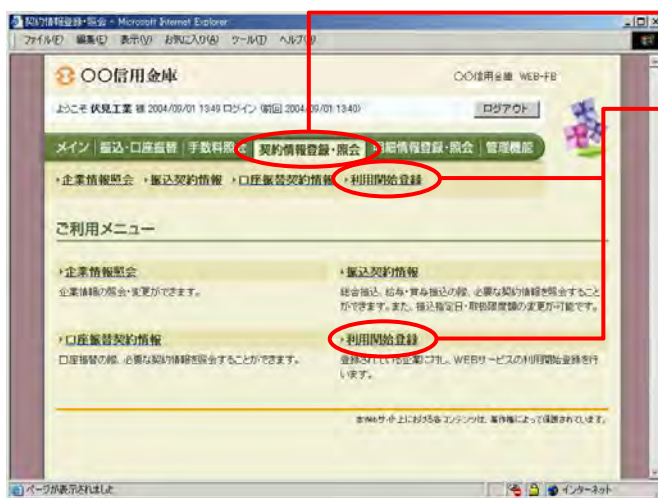 契約情報登録・照会 - Microsoft Internet Explorer
ファイル(F) 編集(E) 表示(V) お気に入り(A) ツール(T) ヘルプ(H)
〇〇信用金庫
〇〇信用金庫 WEB-FB
ようこそ 伏見工業 様 2004/09/01 1349 ログイン (前回 2004/09/01 1340)
ログアウト
メイン 振込・口座振替 手数料照会 契約情報登録・照会 明細情報登録・照会 管理機能
企業情報照会 振込契約情報 口座振替契約情報 利用開始登録
ご利用メニュー
企業情報照会
企業情報の照会・変更ができます。
振込契約情報
総合振込、給与・賞与振込の際、必要な契約情報を照会すること
ができます。また、振込指定日・取扱限度額の変更が可能です。
口座振替契約情報
口座振替の際、必要な契約情報を照会することができます。
利用開始登録
登録されている企業に対し、WEBサービスの利用開始登録を行
います。
本Webサイト上における各コンテンツは、著作権によって保護されています。
ページが表示されました
インターネット